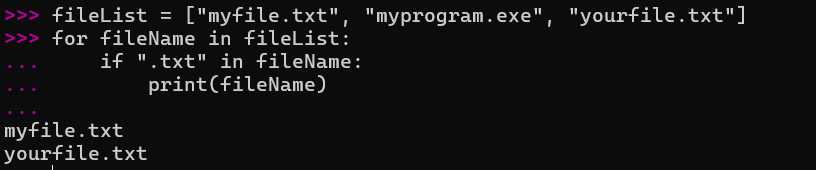 >>> fileList = ["myfile.txt", "myprogram.exe", "yourfile.txt"]
>>> for fileName in fileList:
...     if ".txt" in fileName:
...         print(fileName)
...
myfile.txt
yourfile.txt